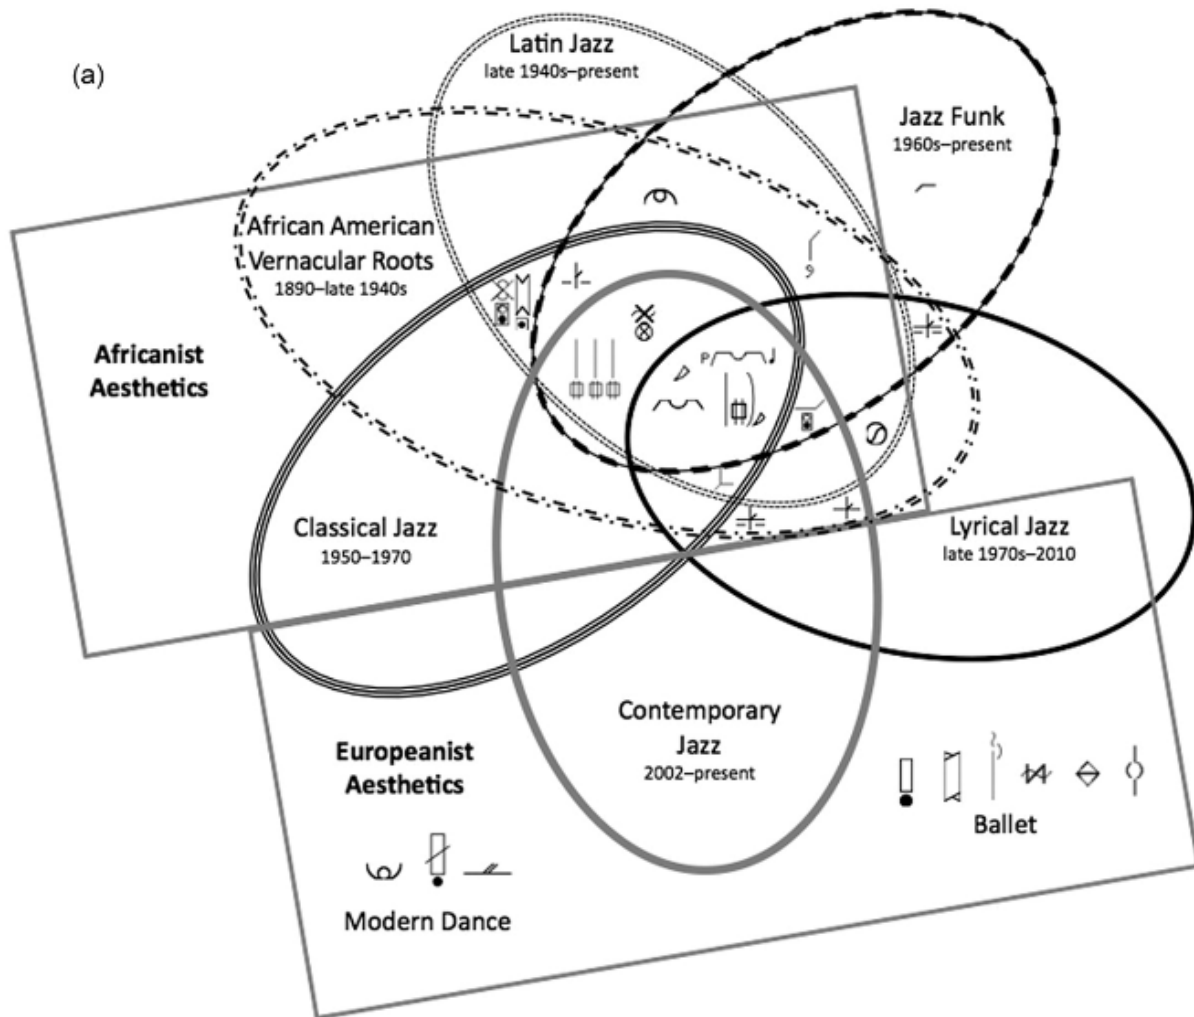 (a)
Latin Jazz
late 1940s–present
Jazz Funk
1960s–present
African American
Vernacular Roots
1890–late 1940s
Africanist
Aesthetics
Classical Jazz
1950–1970
Lyrical Jazz
late 1970s–2010
Contemporary
Jazz
2002–present
Europeanist
Aesthetics
Ballet
Modern Dance